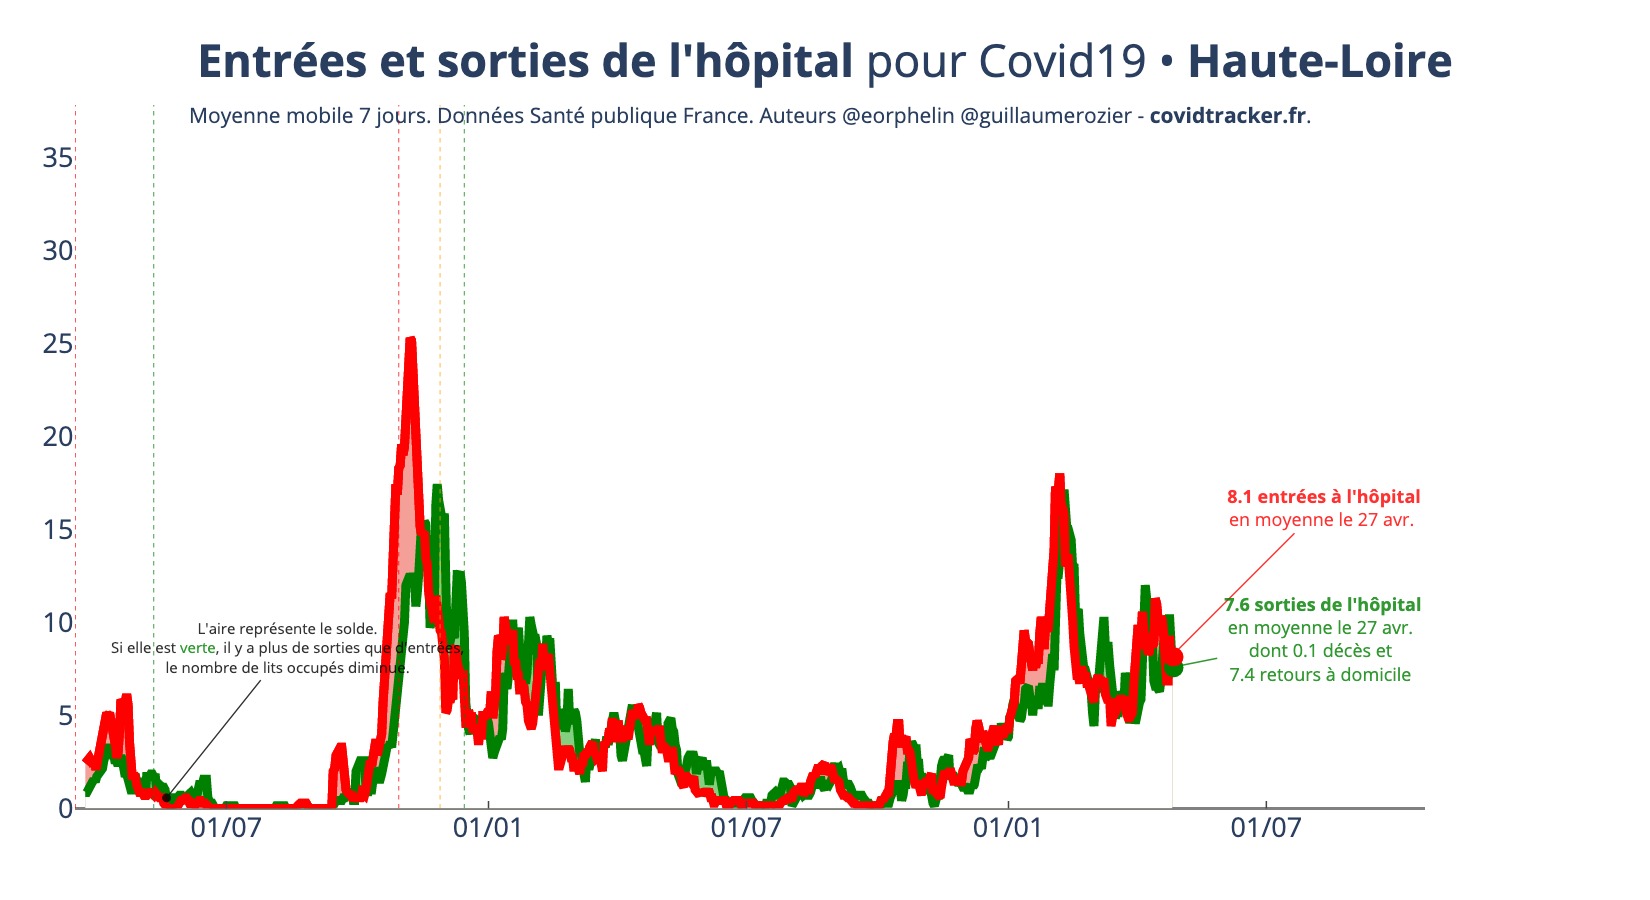 Entrées et sorties de l'hôpital pour Covid19 • Haute-Loire
Moyenne mobile 7 jours. Données Santé publique France. Auteurs @eorphelin @guillaumerozier - covidtracker.fr.
35
30
25
20
15
10
5
0
L'aire représente le solde.
Si elle est verte, il y a plus de sorties que d'entrées,
le nombre de lits occupés diminue.
8.1 entrées à l'hôpital
en moyenne le 27 avr.
7.6 sorties de l'hôpital
en moyenne le 27 avr.
dont 0.1 décès et
7.4 retours à domicile
01/07
01/01
01/07
01/01
01/07